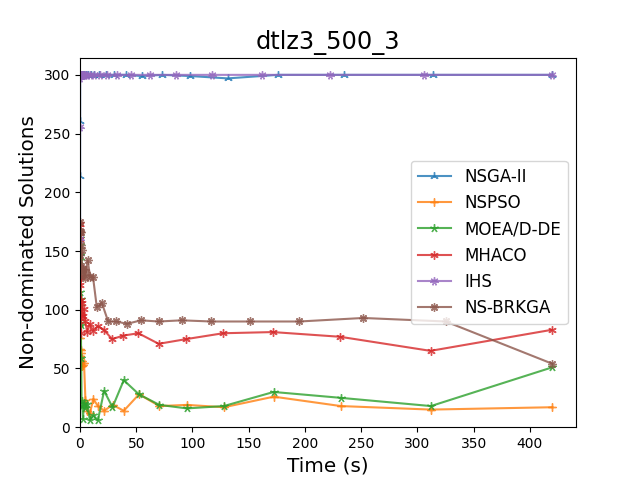 dtlz3_500_3
Non-dominated Solutions
300
250
200
150
100
50
0
NSGA-II
NSPSO
MOEA/D-DE
MHACO
IHS
NS-BRKGA
0 50 100 150 200 250 300 350 400
Time (s)